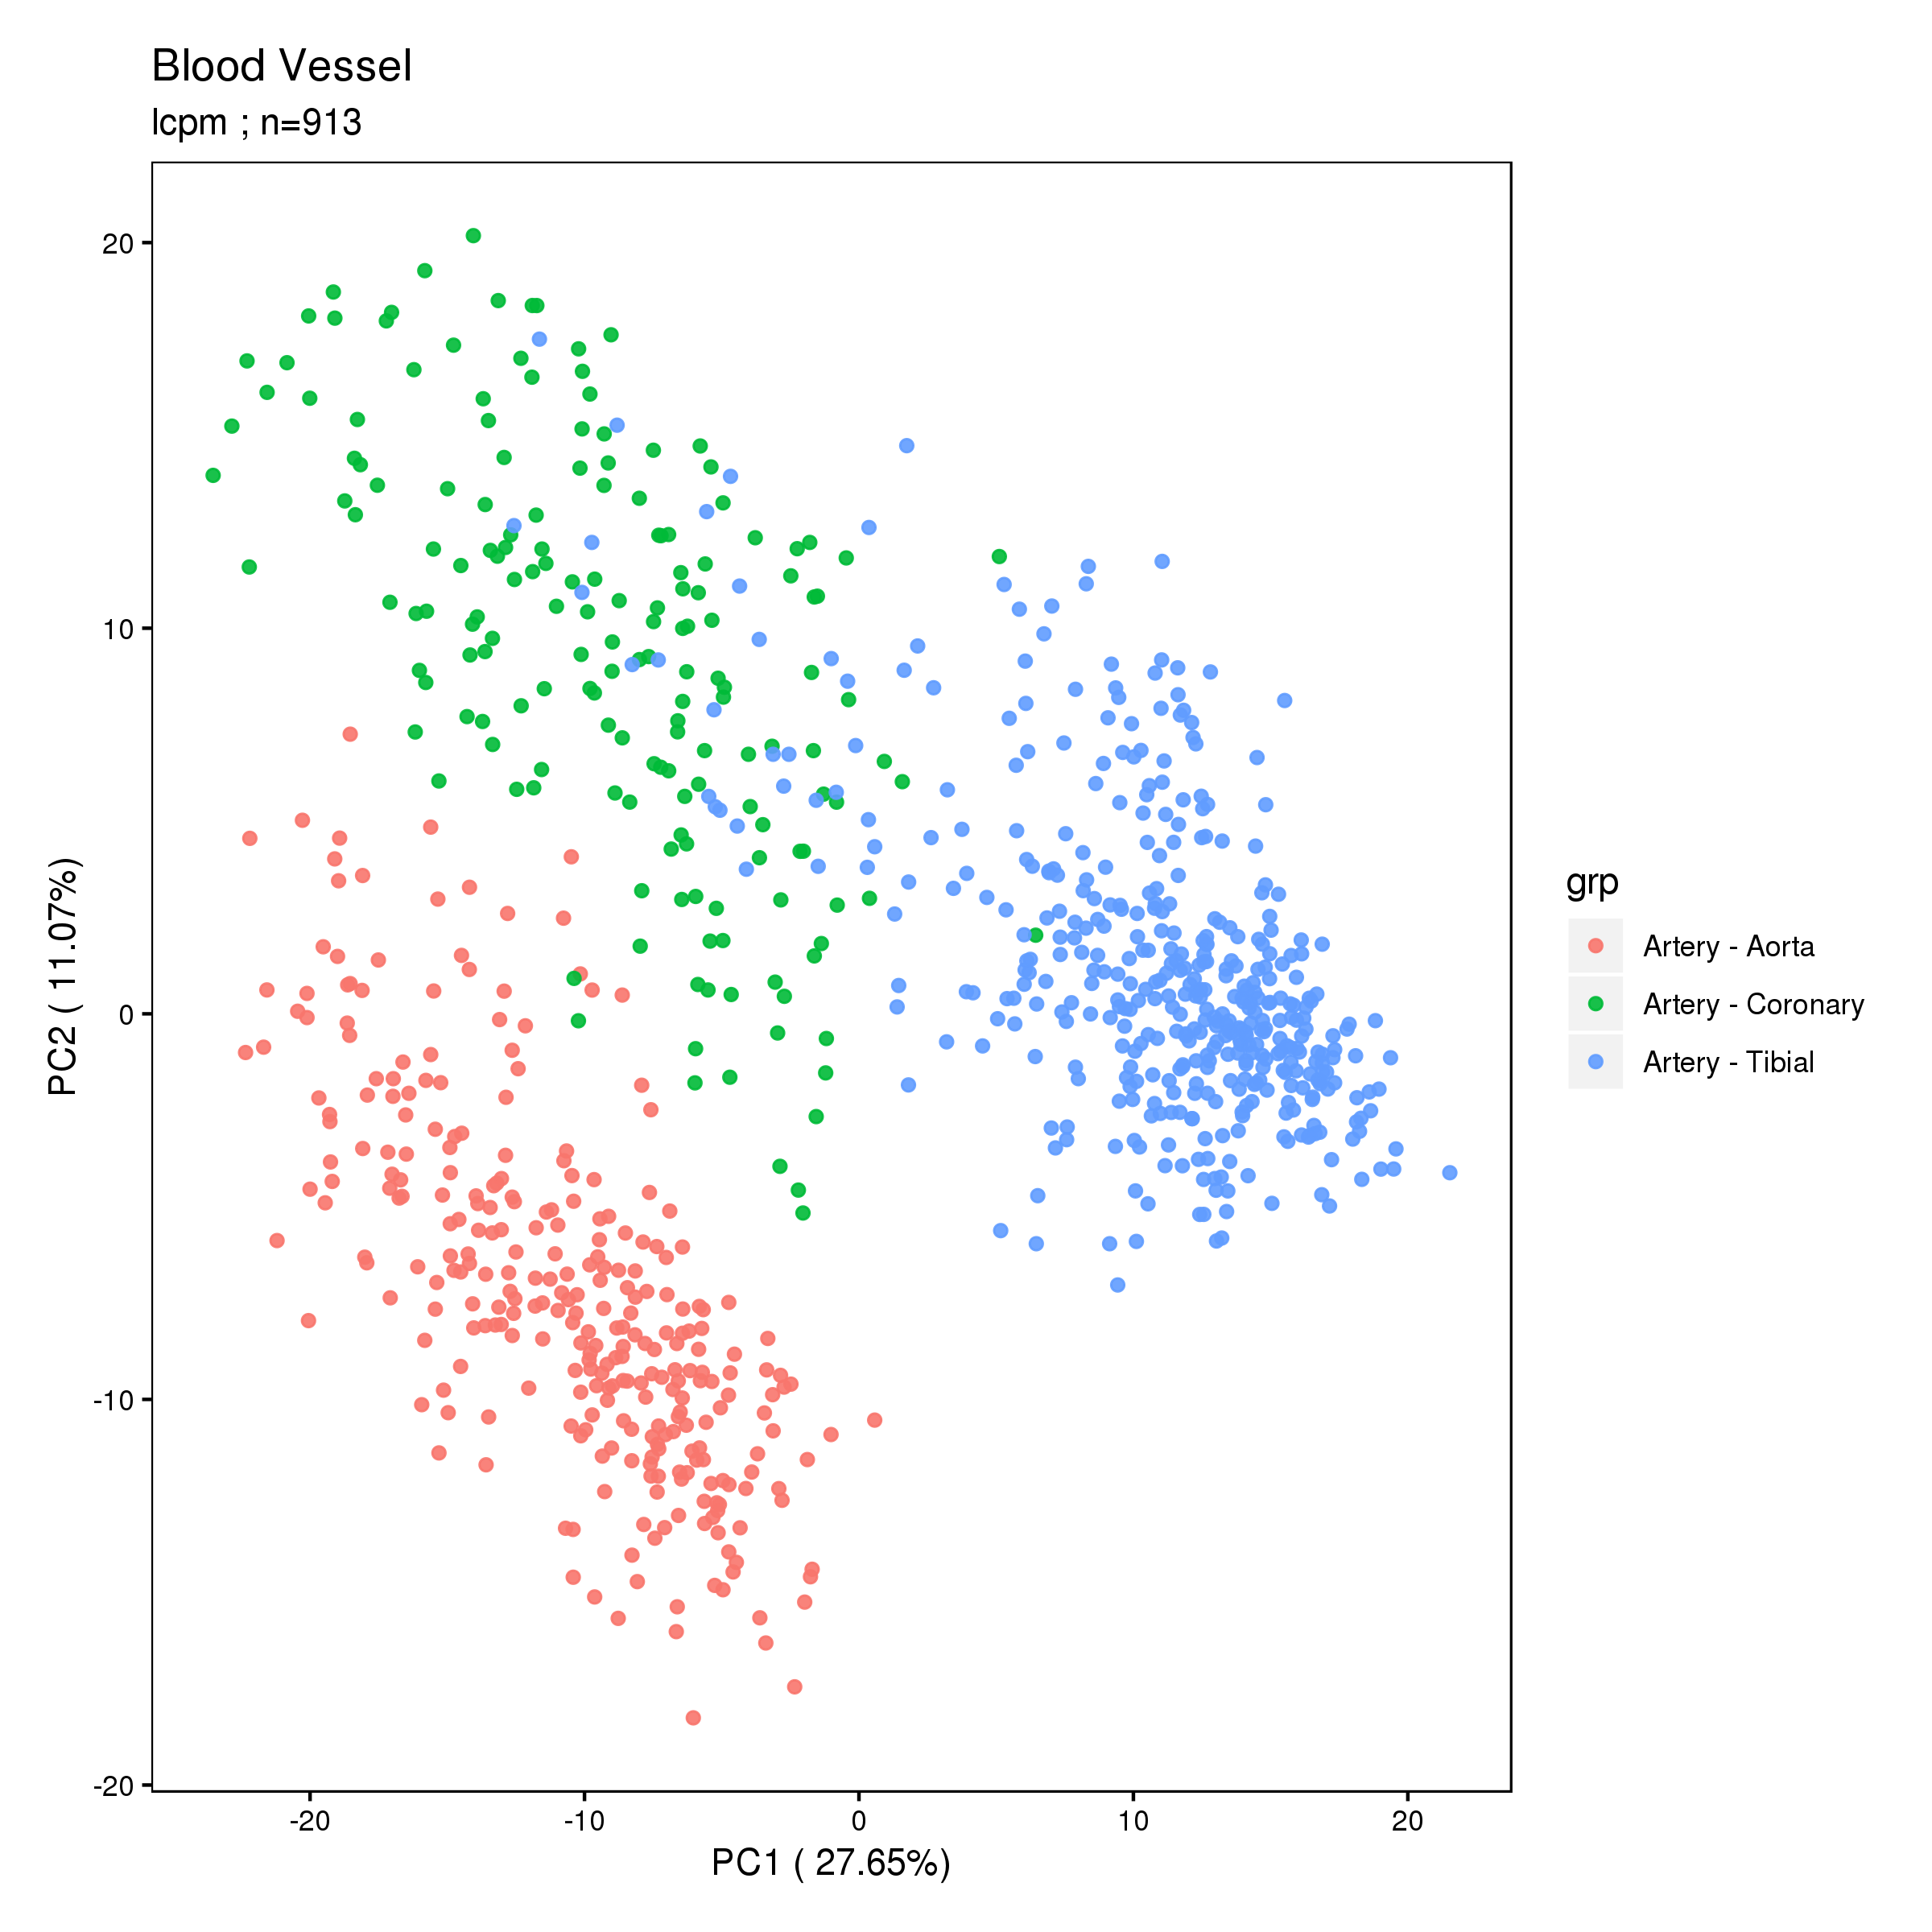 Blood Vessel
lcpm ; n=913
20
10
0
-10
-20
PC2 ( 11.07%)
-20
-10
0
10
20
PC1 ( 27.65%)
grp
Artery - Aorta
Artery - Coronary
Artery - Tibial